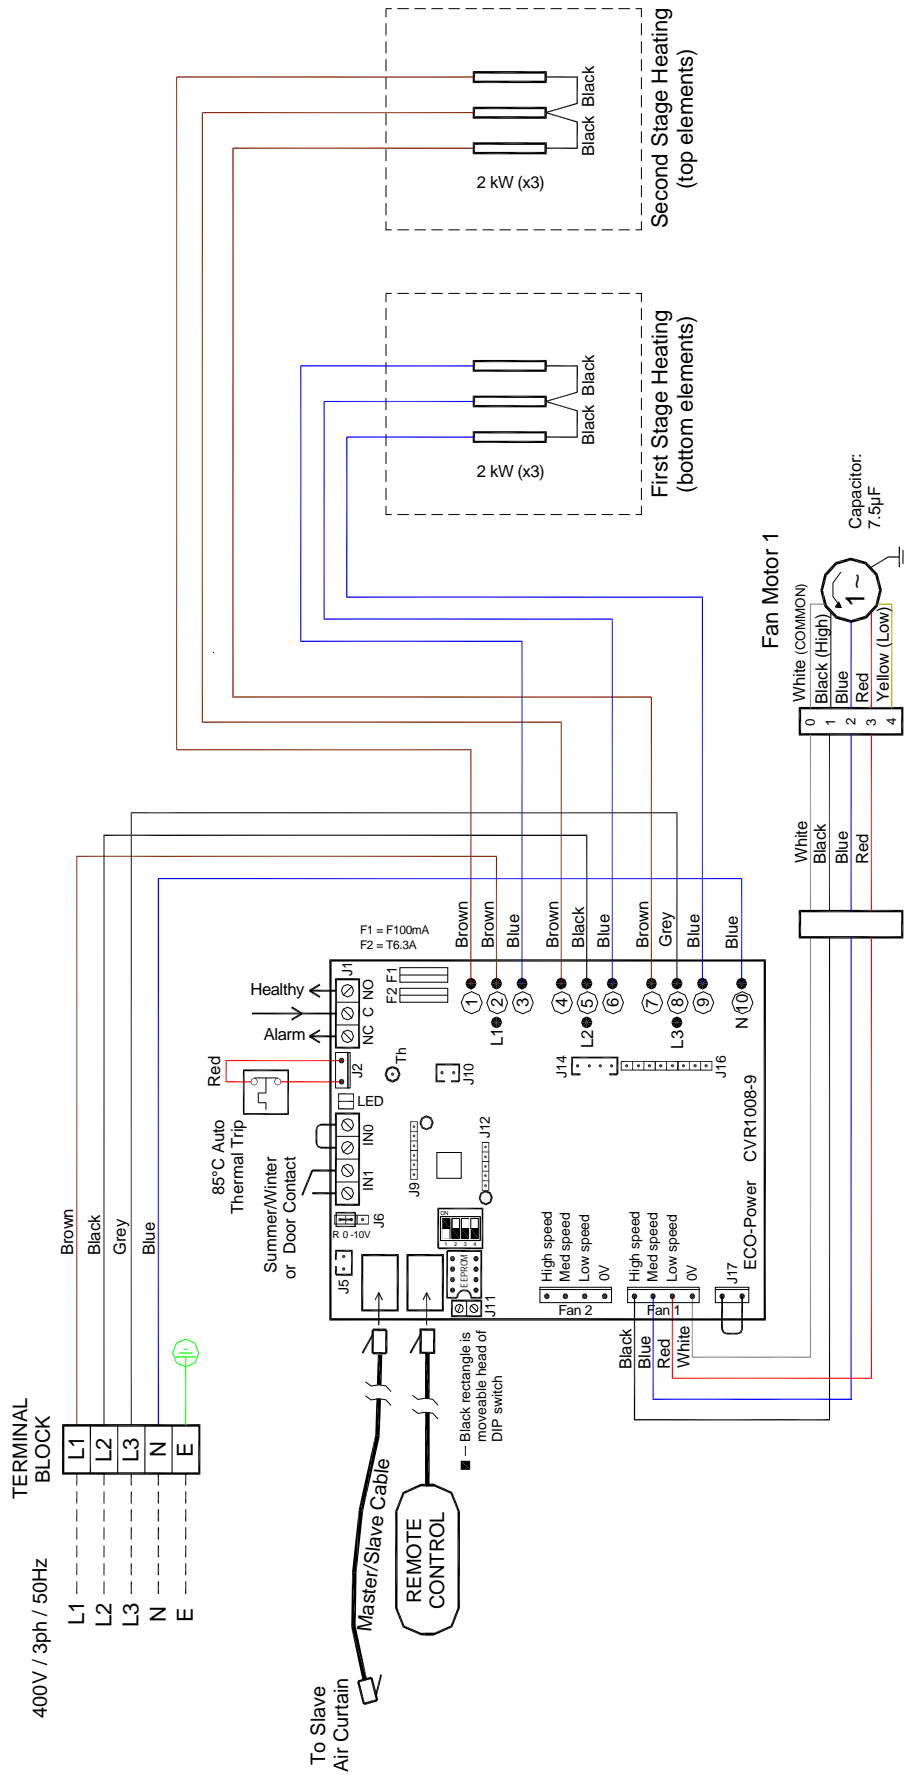 400V / 3ph / 50Hz
TERMINAL
BLOCK
L1
L2
L3
N
E
L1
L2
L3
N
E
Brown
Black
Grey
Blue
To Slave
Air Curtain
Master/Slave Cable
REMOTE
CONTROL
Black rectangle is
moveable head of
DIP switch
Summer/Winter
or Door Contact
85°C Auto
Thermal Trip
Red
Alarm
Healthy
F1 = F100mA
F2 = T6.3A
J5
R 0 -10V
J6
IN1
IN0
LED
J2
NC C NO
J1
F2 F1
Th
J10
J9
J12
ON
1 2 3 4
EEPROM
J11
J14
J16
High speed
Med speed
Low speed
0V
Fan 2
High speed
Med speed
Low speed
0V
Fan 1
J17
ECO-Power CVR1008-9
L1
L2
L3
1
2
3
4
5
6
7
8
9
N 10
Brown
Brown
Blue
Brown
Black
Blue
Brown
Grey
Blue
Blue
Black
Blue
Red
White
White
Black
Blue
Red
0
1
2
3
4
White (COMMON)
Black (High)
Blue
Red
Yellow (Low)
Fan Motor 1
1 ~
Capacitor:
7.5µF
2 kW (x3)
Black
Black
First Stage Heating
(bottom elements)
2 kW (x3)
Black
Black
Second Stage Heating
(top elements)